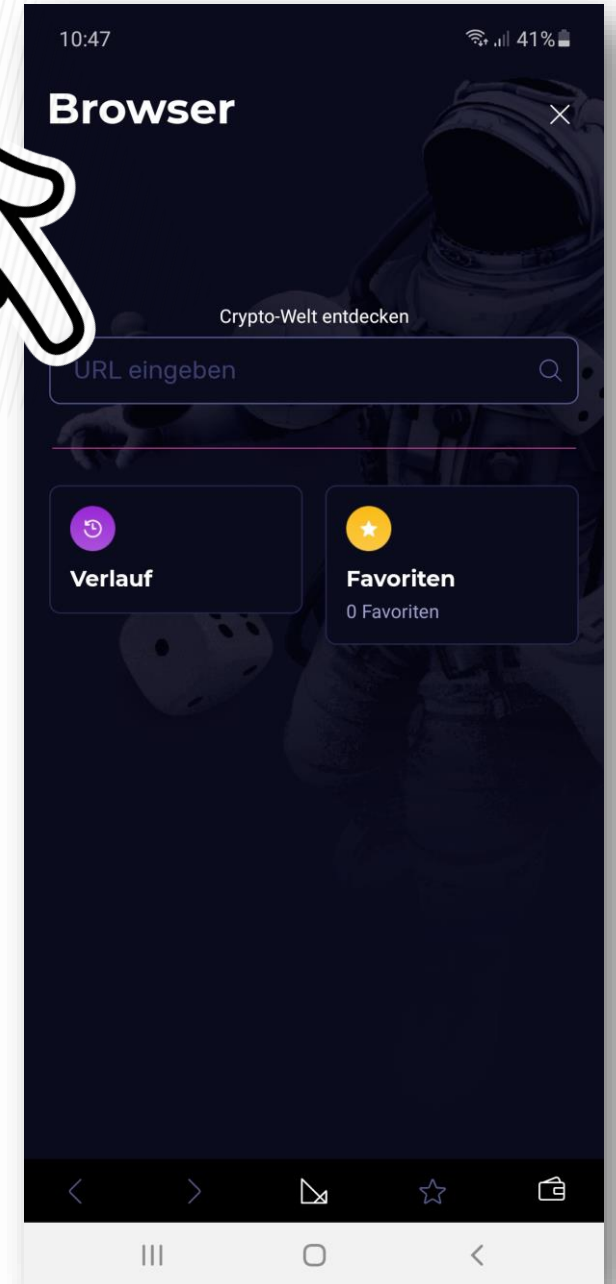 10:47
41%
Browser
Crypto-Welt entdecken
URL eingeben
Verlauf
Favoriten
0 Favoriten